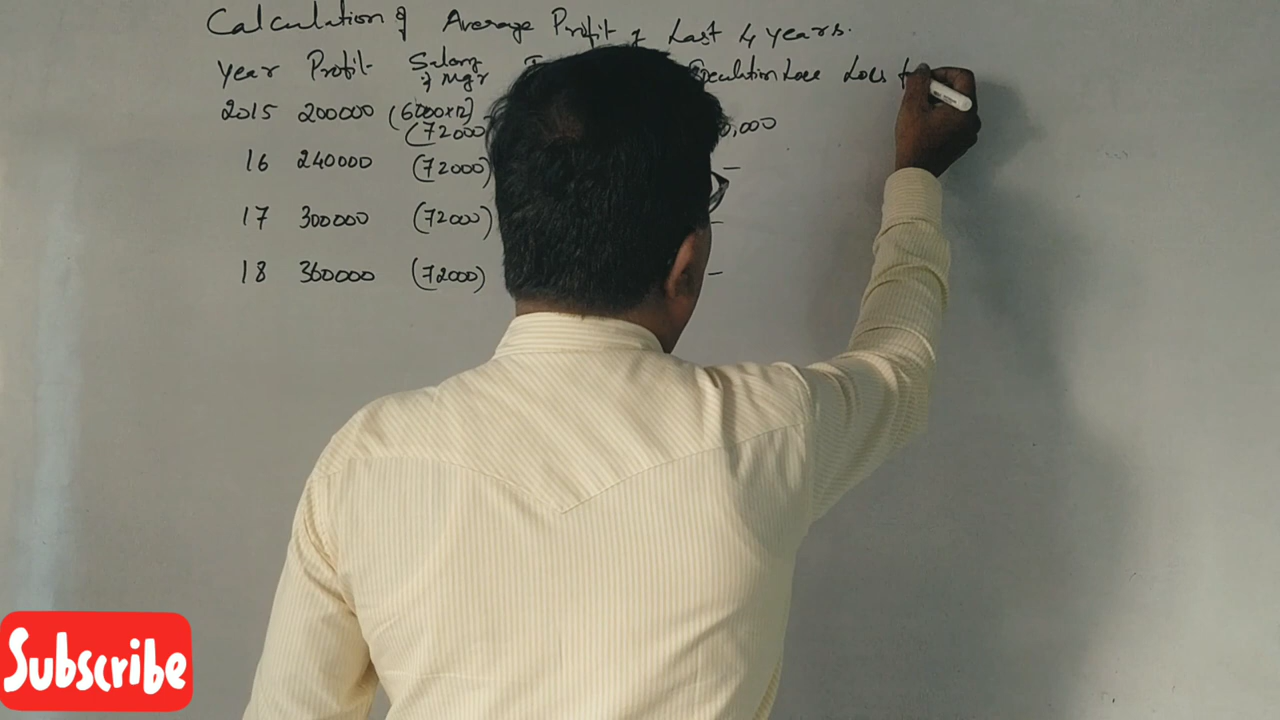 Calculation of Average Profit of Last 4 years.
Year Profit Salary of Mgr Speculation Loss Loss
2015 200000 (6000x12) (72000 0,000
16 240000 (72000) -
17 300000 (72000) -
18 360000 (72000) -
Subscribe